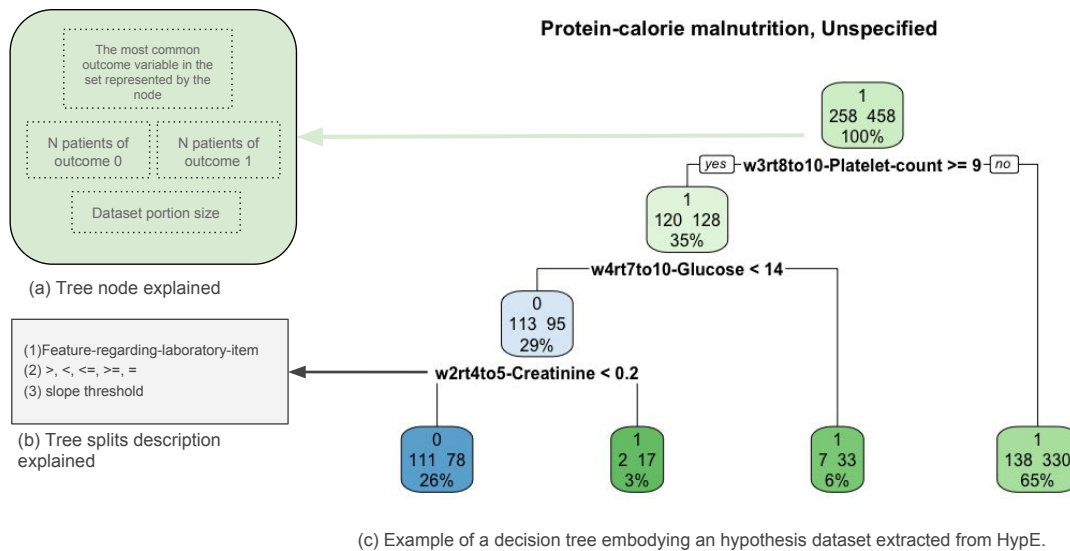 The most common
outcome variable in the
set represented by the
node
N patients of
outcome 0
N patients of
outcome 1
Dataset portion size
(a) Tree node explained
(1)Feature-regarding-laboratory-item
(2) >, <, <=, >=, =
(3) slope threshold
(b) Tree splits description
explained
Protein-calorie malnutrition, Unspecified
1
258 458
100%
yes
w3rt8to10-Platelet-count >= 9
no
1
120 128
35%
w4rt7to10-Glucose < 14
0
113 95
29%
w2rt4to5-Creatinine < 0.2
0
111 78
26%
1
2 17
3%
1
7 33
6%
1
138 330
65%
(c) Example of a decision tree embodying an hypothesis dataset extracted from HypE.